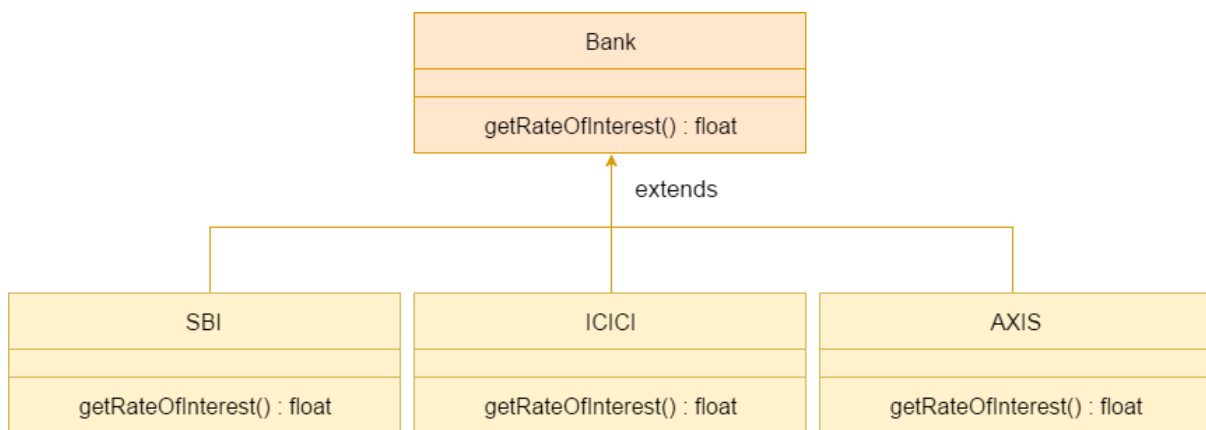 Bank
getRateOfInterest() : float
extends
SBI
ICICI
AXIS
getRateOfInterest() : float
getRateOfInterest() : float
getRateOfInterest() : float